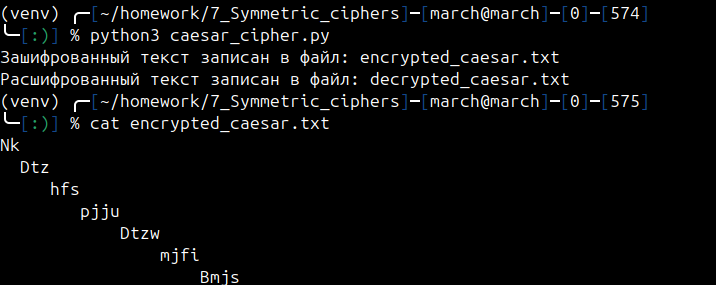 (venv) ╭─[~/homework/7_Symmetric_ciphers]─[march@march]─[0]─[574]
╰─[:)] % python3 caesar_cipher.py
Зашифрованный текст записан в файл: encrypted_caesar.txt
Расшифрованный текст записан в файл: decrypted_caesar.txt
(venv) ╭─[~/homework/7_Symmetric_ciphers]─[march@march]─[0]─[575]
╰─[:)] % cat encrypted_caesar.txt
Nk
Dtz
hfs
pjju
Dtzw
mjfi
Bmjs